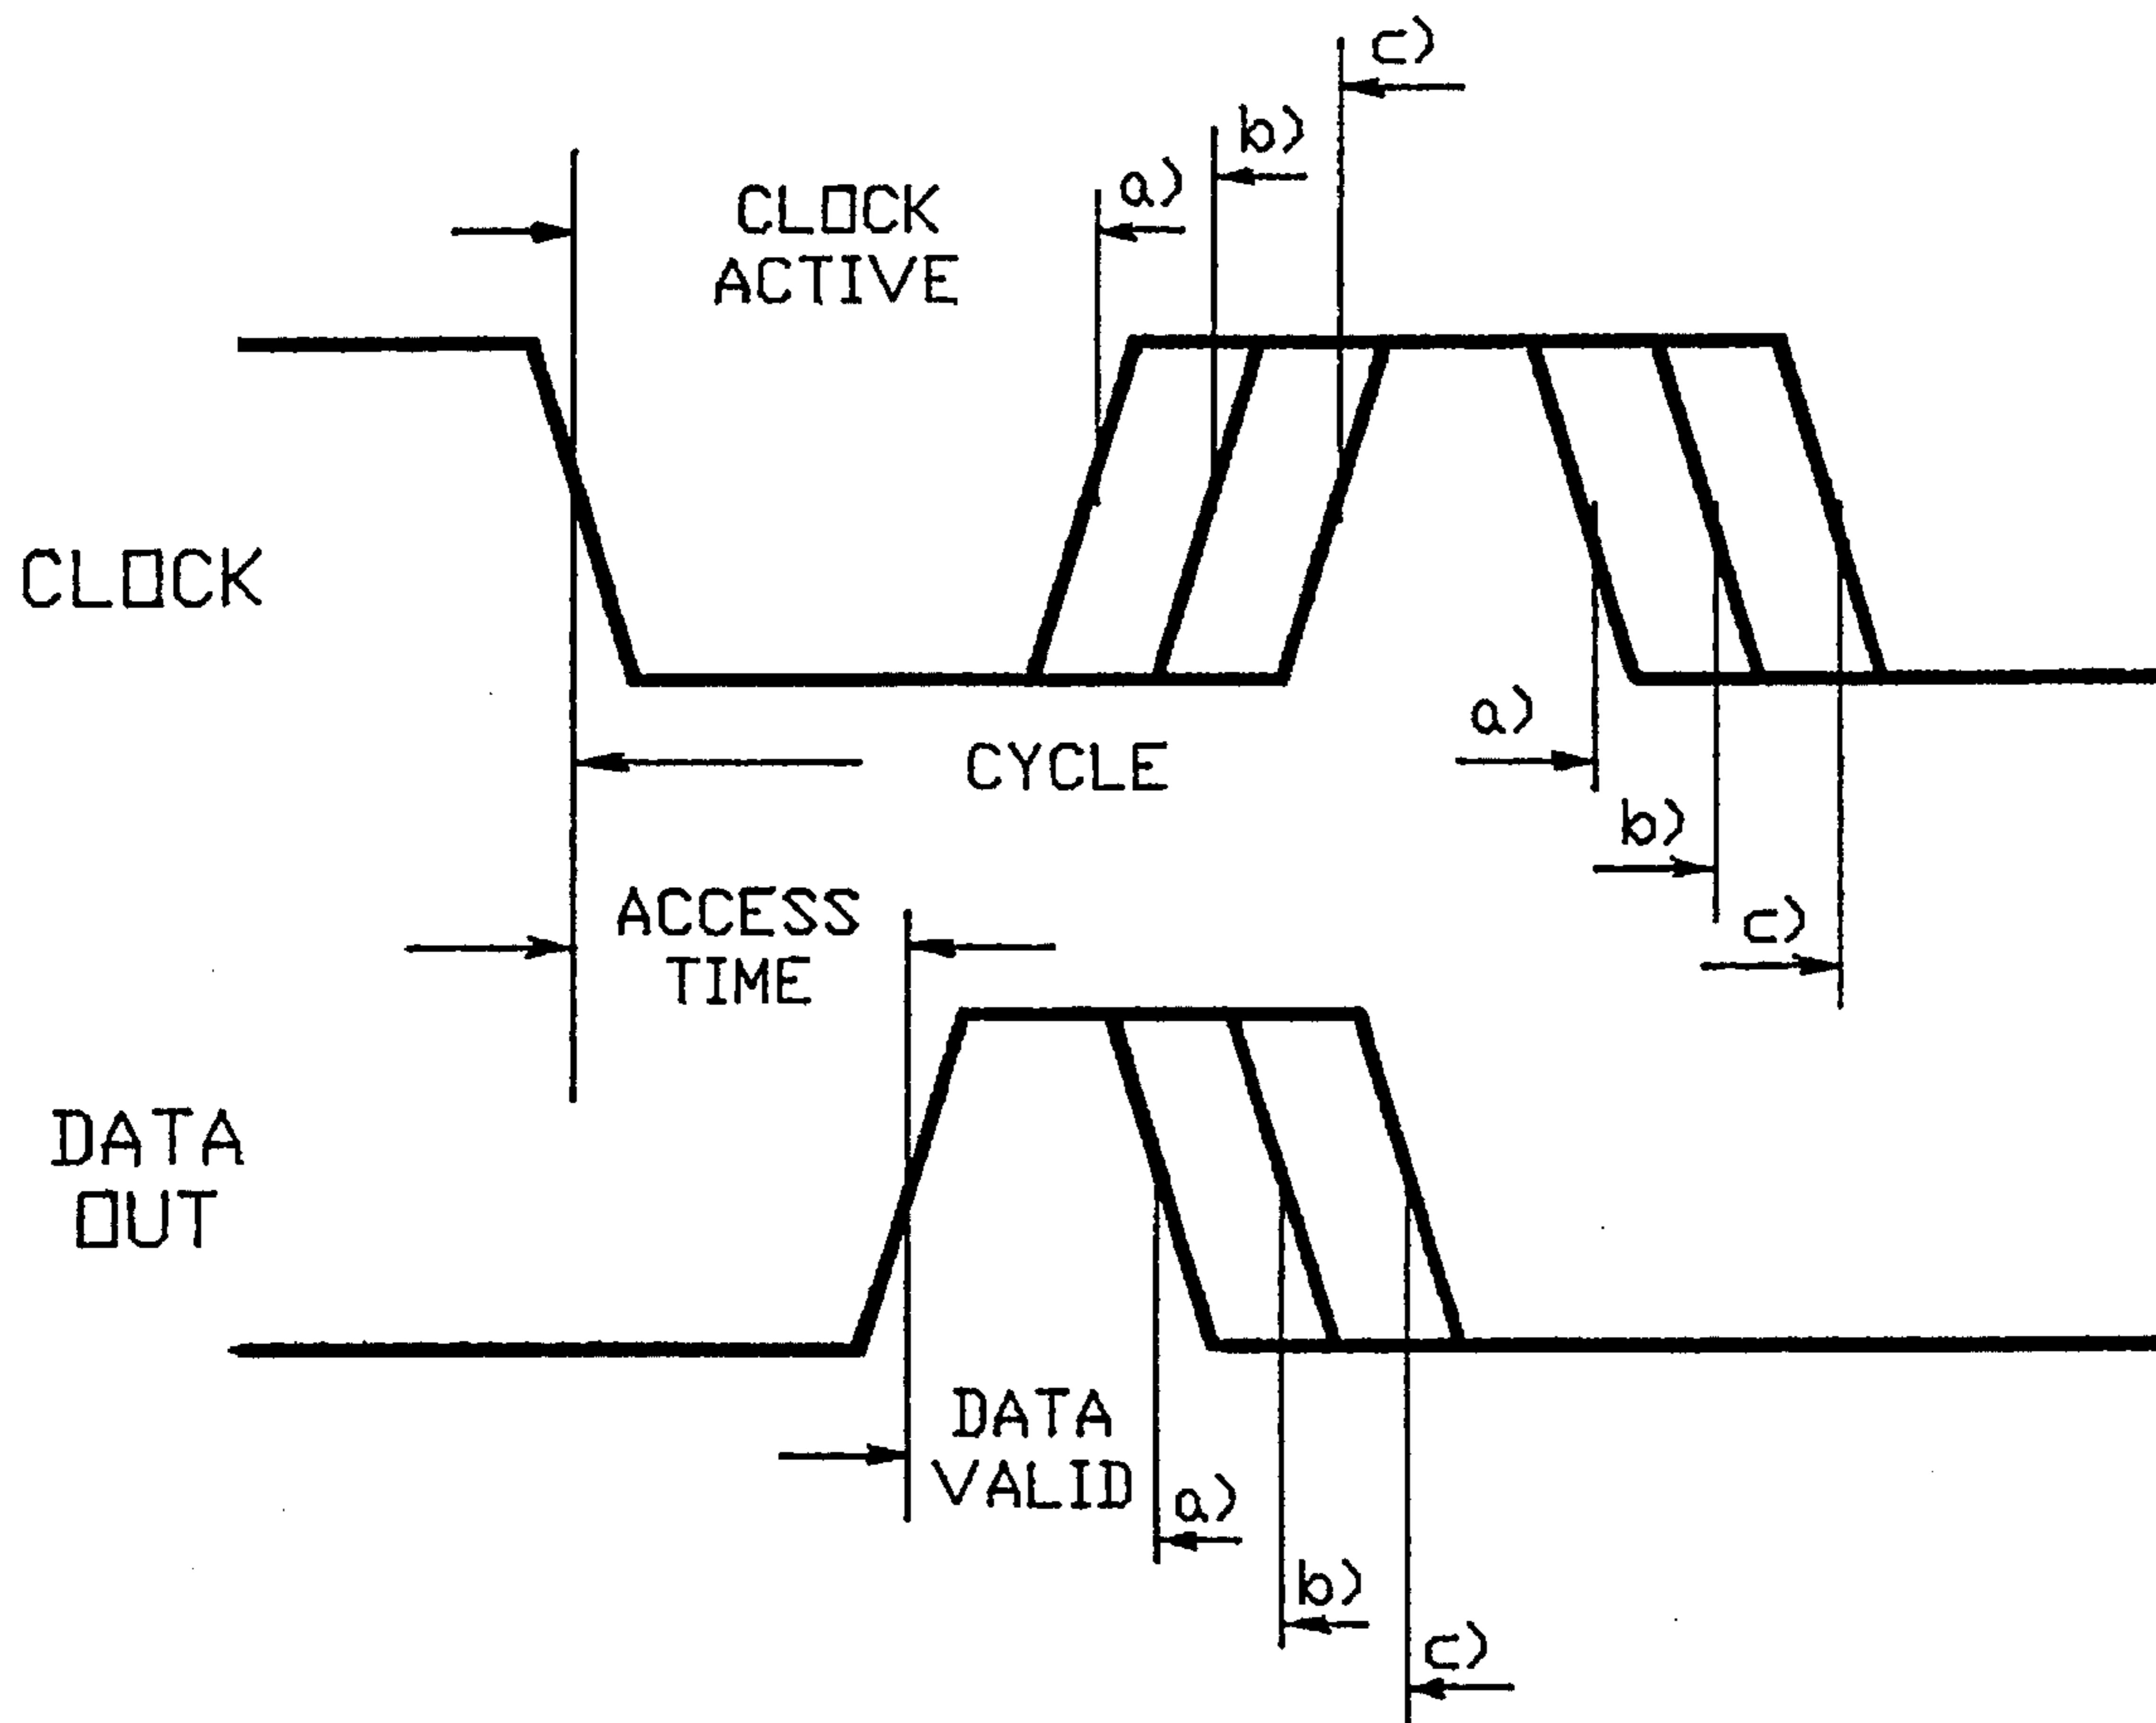 c)
b)
a)
CLOCK
ACTIVE
CLOCK
a)
CYCLE
b)
ACCESS
TIME
c)
DATA
OUT
DATA
VALID
a)
b)
c)